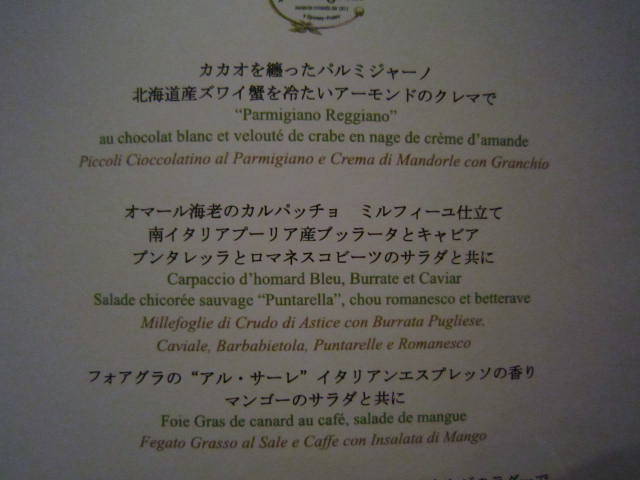 カカオを纏ったパルミジャーノ
北海道産ズワイ蟹を冷たいアーモンドのクレマで
“Parmigiano Reggiano”
au chocolat blanc et velouté de crabe en nage de crème d’amande
Piccoli Cioccolatino al Parmigiano e Crema di Mandorle con Granchio
オマール海老のカルパッチョ ミルフィーユ仕立て
南イタリアプーリア産ブッラータとキャビア
プンタレッラとロマネスコビーツのサラダと共に
Carpaccio d’homard Bleu, Burrate et Caviar
Salade chicorée sauvage “Puntarella”, chou romanesco et betterave
Millefoglie di Crudo di Astice con Burrata Pugliese.
Caviale, Barbabietola, Puntarelle e Romanesco
フォアグラの“アル・サーレ”イタリアンエスプレッソの香り
マンゴーのサラダと共に
Foie Gras de canard au café, salade de mangue
Fegato Grasso al Sale e Caffe con Insalata di Mango